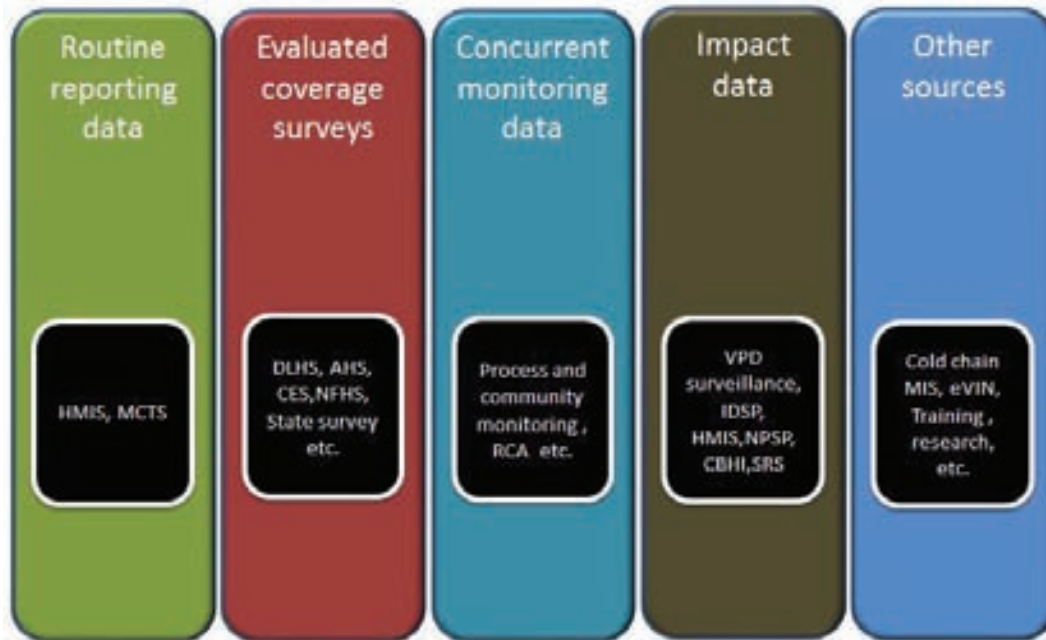 Routine
reporting
data
HMIS, MCTS
Evaluated
coverage
surveys
DLHS, AHS,
CES,NFHS,
State survey
etc.
Concurrent
monitoring
data
Process and
community
monitoring ,
RCA etc.
Impact
data
VPD
surveillance,
IDSP,
HMIS,NPSP,
CBHI,SRS
Other
sources
Cold chain
MIS, eVIN,
Training ,
research,
etc.